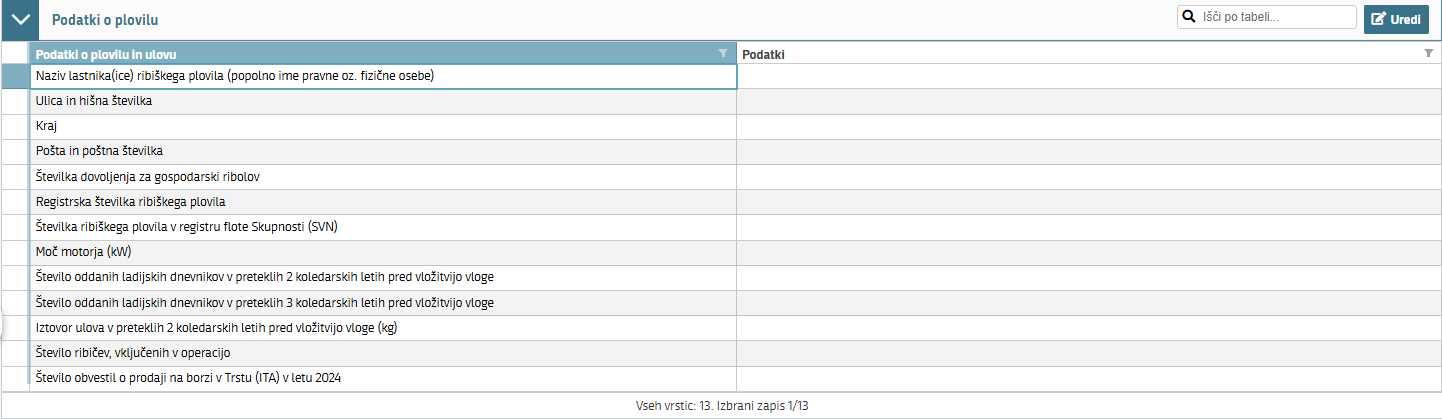 Podatki o plovilu
Išči po tabeli...
Uredi
Podatki o plovilu in ulovu
Podatki
Naziv lastnika(ice) ribiškega plovila (popolno ime pravne oz. fizične osebe)
Ulica in hišna številka
Kraj
Pošta in poštna številka
Številka dovoljenja za gospodarski ribolov
Registrska številka ribiškega plovila
Številka ribiškega plovila v registru flote Skupnosti (SVN)
Moč motorja (kW)
Število oddanih ladijskih dnevnikov v preteklih 2 koledarskih letih pred vložitvijo vloge
Število oddanih ladijskih dnevnikov v preteklih 3 koledarskih letih pred vložitvijo vloge
Iztovor ulova v preteklih 2 koledarskih letih pred vložitvijo vloge (kg)
Število ribičev, vključenih v operacijo
Število obvestil o prodaji na borzi v Trstu (ITA) v letu 2024
Vseh vrstic: 13. Izbrani zapis 1/13